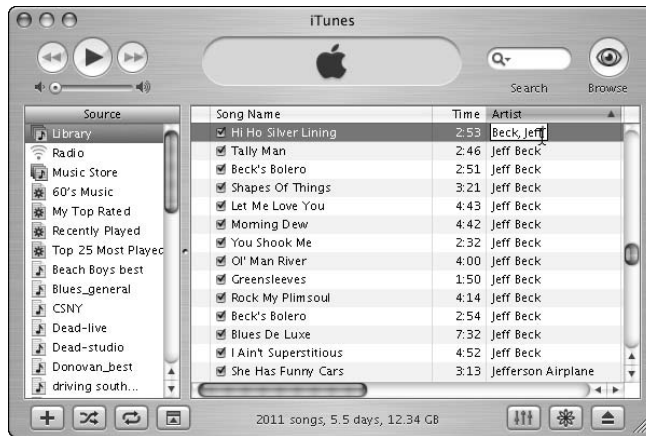 iTunes
Search
Browse
Source
Library
Radio
Music Store
60's Music
My Top Rated
Recently Played
Top 25 Most Played
Beach Boys best
Blues_general
CSNY
Dead-live
Dead-studio
Donovan_best
driving south...
Song Name Time Artist
Hi Ho Silver Lining 2:53 Beck, Jeff
Tally Man 2:46 Jeff Beck
Beck's Bolero 2:51 Jeff Beck
Shapes Of Things 3:21 Jeff Beck
Let Me Love You 4:43 Jeff Beck
Morning Dew 4:42 Jeff Beck
You Shook Me 2:32 Jeff Beck
Ol' Man River 4:00 Jeff Beck
Greensleeves 1:50 Jeff Beck
Rock My Plimsoul 4:14 Jeff Beck
Beck's Bolero 2:54 Jeff Beck
Blues De Luxe 7:32 Jeff Beck
I Ain't Superstitious 4:52 Jeff Beck
She Has Funny Cars 3:13 Jefferson Airplane
2011 songs, 5.5 days, 12.34 GB